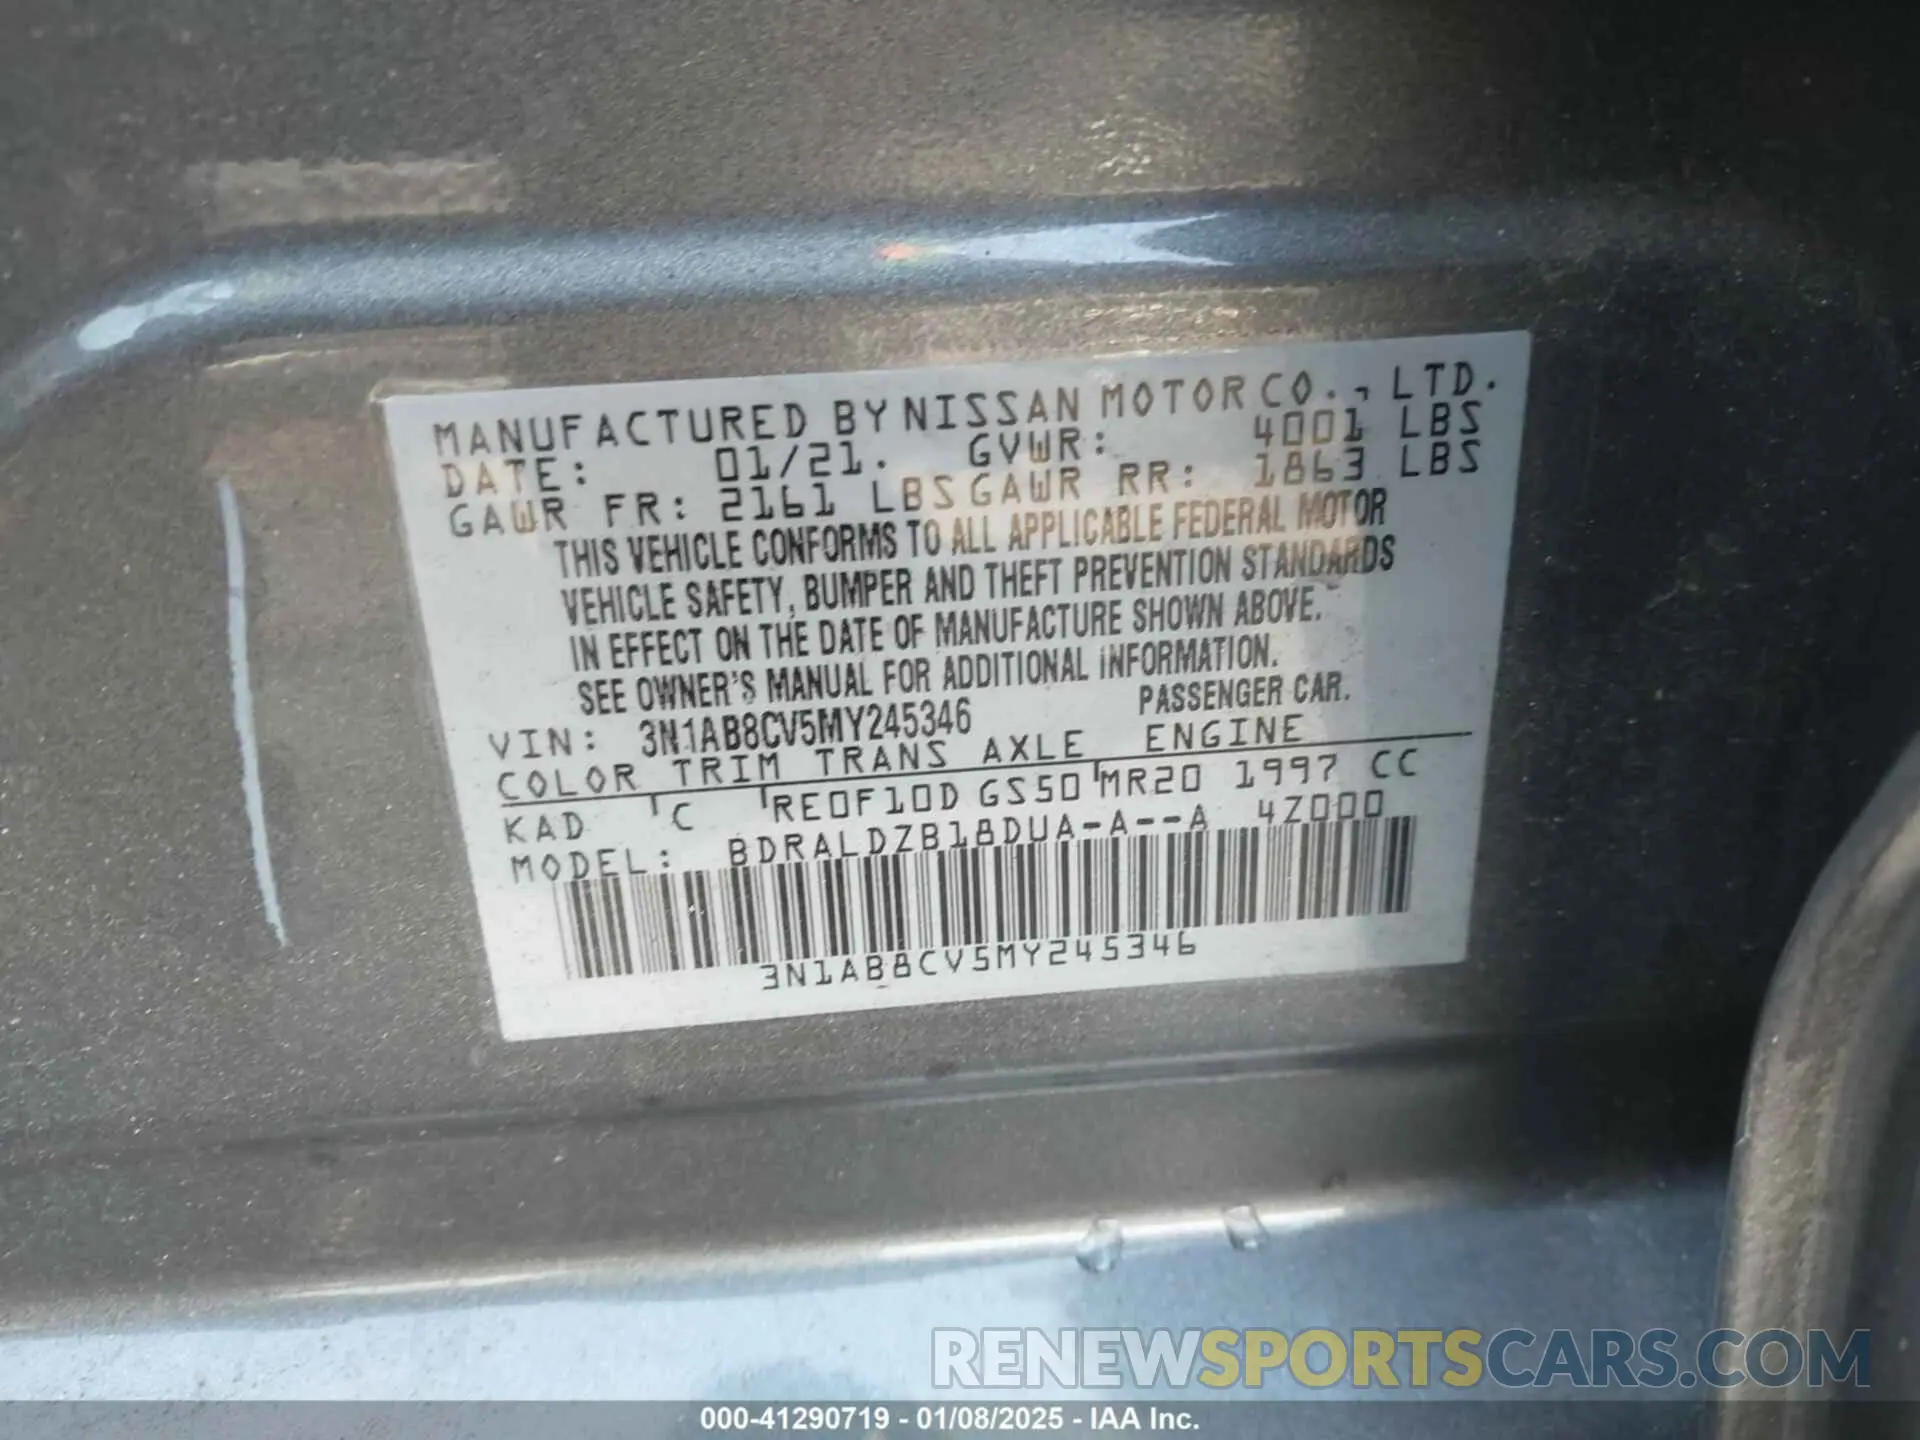 MANUFACTURED BY NISSAN MOTOR CO., LTD.
DATE: 01/21. GVWR: 4001 LBS
GAWR FR: 2161 LBS GAWR RR: 1863 LBS
THIS VEHICLE CONFORMS TO ALL APPLICABLE FEDERAL MOTOR
VEHICLE SAFETY, BUMPER AND THEFT PREVENTION STANDARDS
IN EFFECT ON THE DATE OF MANUFACTURE SHOWN ABOVE.
SEE OWNER'S MANUAL FOR ADDITIONAL INFORMATION.
VIN: 3N1AB8CV5MY245346 PASSENGER CAR.
COLOR TRIM TRANS AXLE ENGINE
KAD C RE0F10D GS50 MR20 1997 CC
MODEL: BDRALDZB18DUA-A--A 4Z000
3N1AB8CV5MY245346
RENEWSPORTSCARS.COM
000-41290719 - 01/08/2025 - IAA Inc.